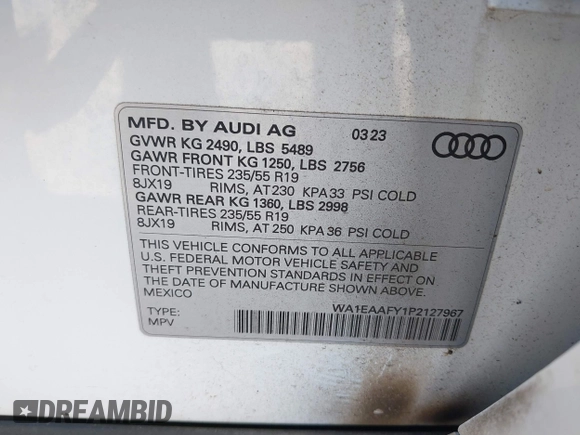 MFD. BY AUDI AG 0323
GVWR KG 2490, LBS 5489
GAWR FRONT KG 1250, LBS 2756
FRONT-TIRES 235/55 R19
8JX19 RIMS, AT 230 KPA 33 PSI COLD
GAWR REAR KG 1360, LBS 2998
REAR-TIRES 235/55 R19
8JX19 RIMS, AT 250 KPA 36 PSI COLD
THIS VEHICLE CONFORMS TO ALL APPLICABLE
U.S. FEDERAL MOTOR VEHICLE SAFETY AND
THEFT PREVENTION STANDARDS IN EFFECT ON
THE DATE OF MANUFACTURE SHOWN ABOVE.
MEXICO
WA1EAAFY1P2127967
TYPE:
MPV
DREAMBID